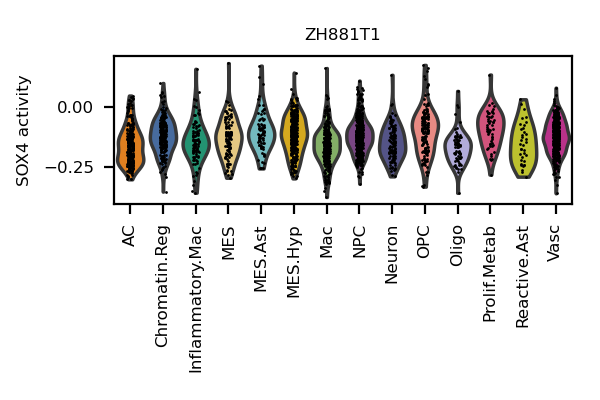 ZH881T1
SOX4 activity
0.00
−0.25
AC
Chromatin.Reg
Inflammatory.Mac
MES
MES.Ast
MES.Hyp
Mac
NPC
Neuron
OPC
Oligo
Prolif.Metab
Reactive.Ast
Vasc